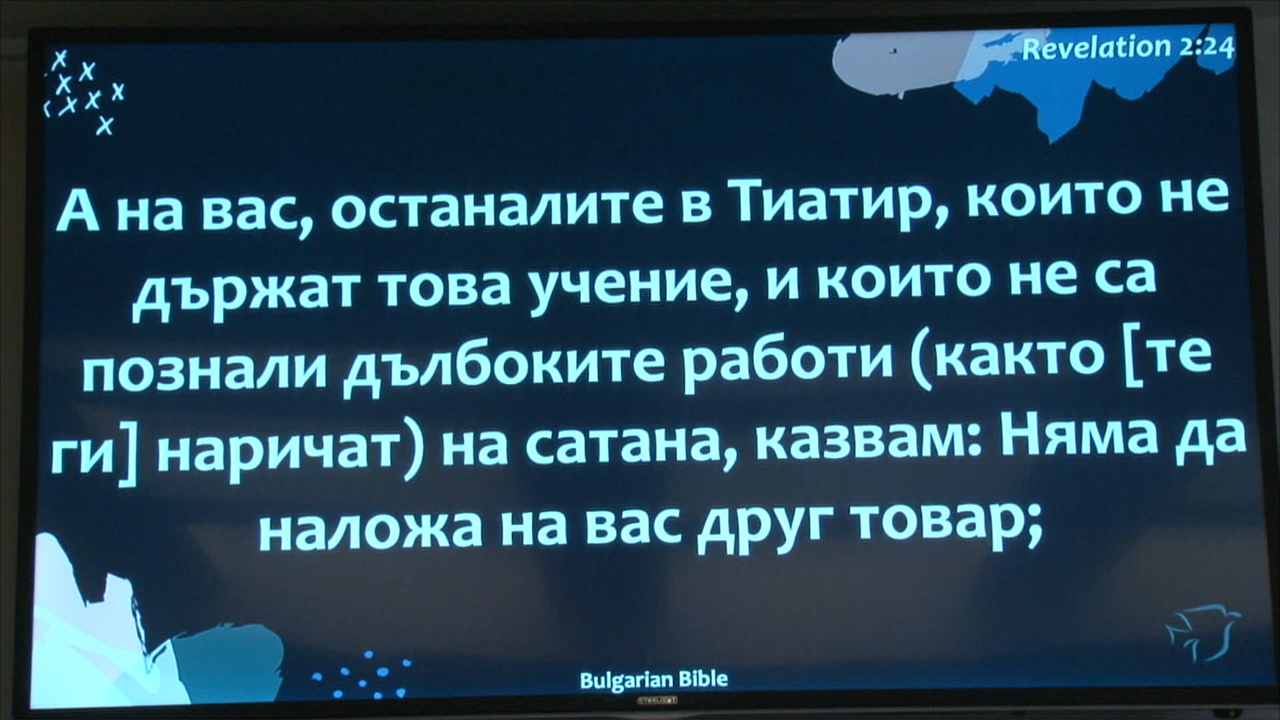 Revelation 2:24
А на вас, останалите в Тиатир, които не
държат това учение, и които не са
познали дълбоките работи (както [те
ги] наричат) на сатана, казвам: Няма да
наложа на вас друг товар;
Bulgarian Bible
STARLIGHT